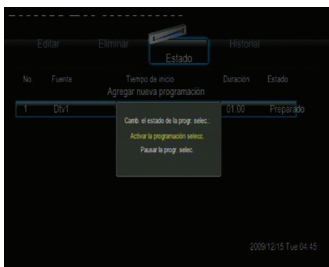 Editar Eliminar Estado Historial
No. Fuente Tiempo de inicio Duración Estado
Agregar nueva programación
1 Dtv1 01:00 Preparado
Camb. el estado de la progr. selec.:
Activar la programación selecc.
Pausar la progr. selec.
2009/12/15 Tue 04:45